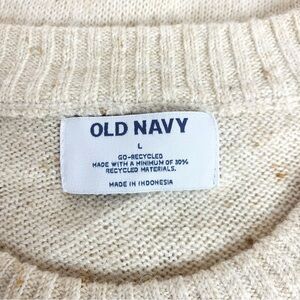 OLD NAVY
L
GO-RECYCLED
MADE WITH A MINIMUM OF 30%
RECYCLED MATERIALS.
MADE IN INDONESIA